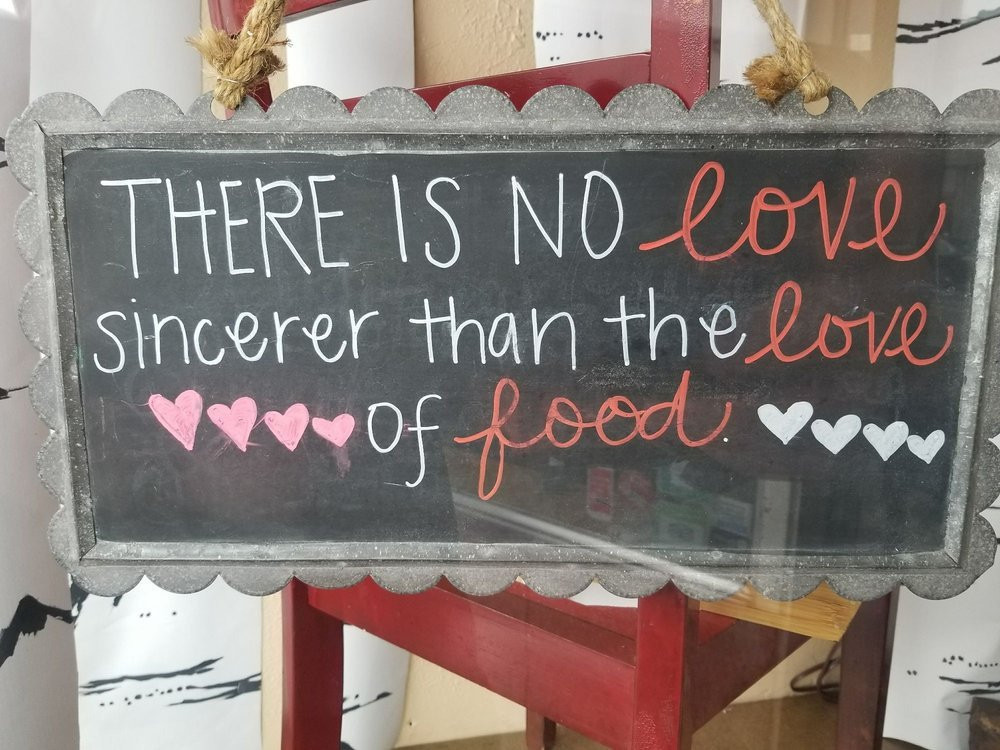 THERE IS NO love
sincerer than the love
of food.